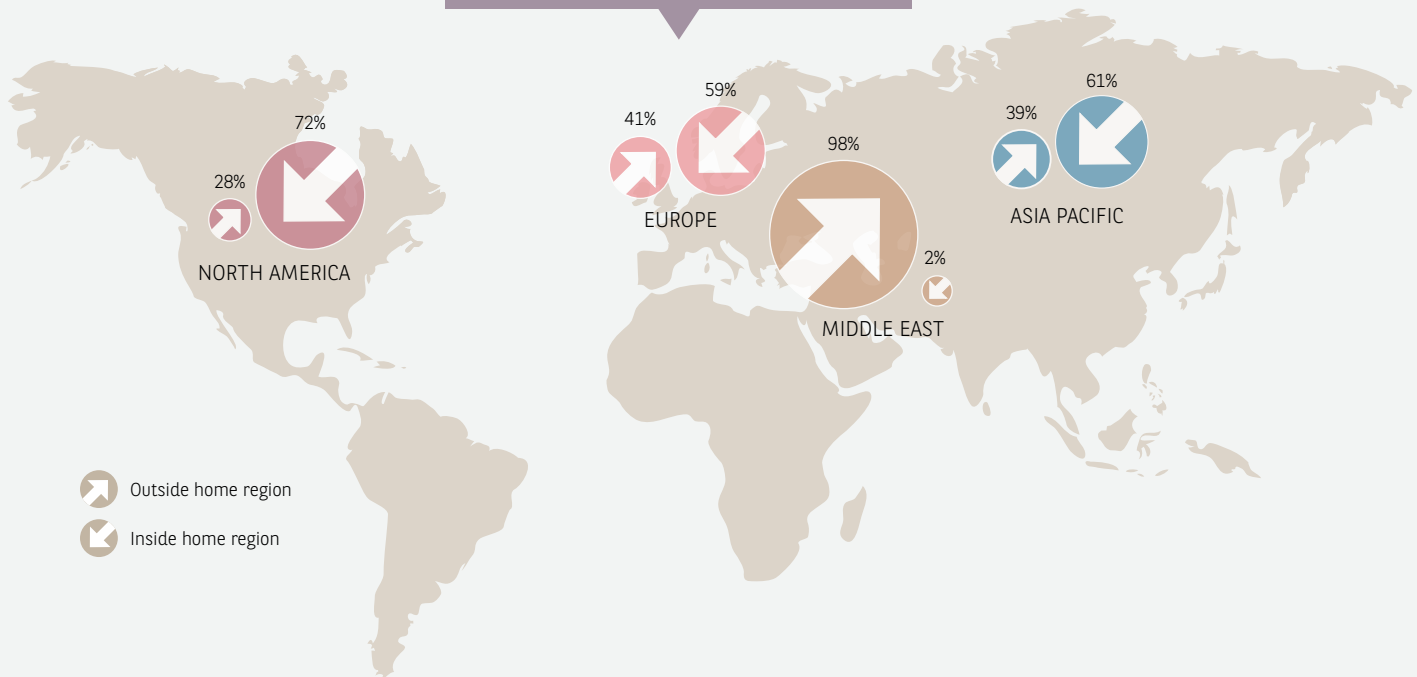 72%
28%
NORTH AMERICA
59%
41%
EUROPE
98%
2%
MIDDLE EAST
61%
39%
ASIA PACIFIC
Outside home region
Inside home region